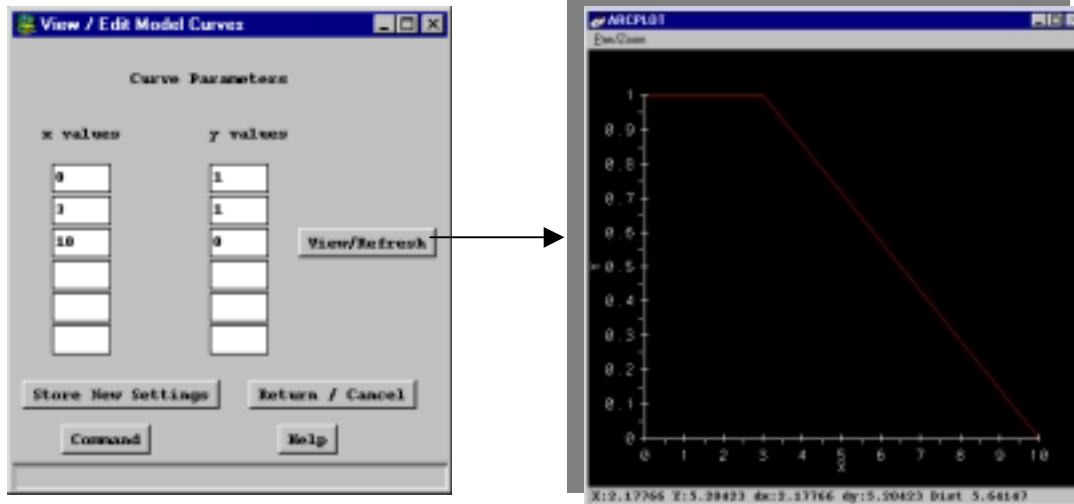 View / Edit Model Curves
Curve Parameters
x values y values
0 1
3 1
10 0
View/Refresh
Store New Settings Return / Cancel
Command Help
ARCPLOT
Pan/Zoom
1
0.9
0.8
0.7
0.6
0.5
0.4
0.3
0.2
0.1
0
Y
0 1 2 3 4 5 6 7 8 9 10
X
X:2.17766 Y:5.20423 dx:2.17766 dy:5.20423 Dist 5.64147